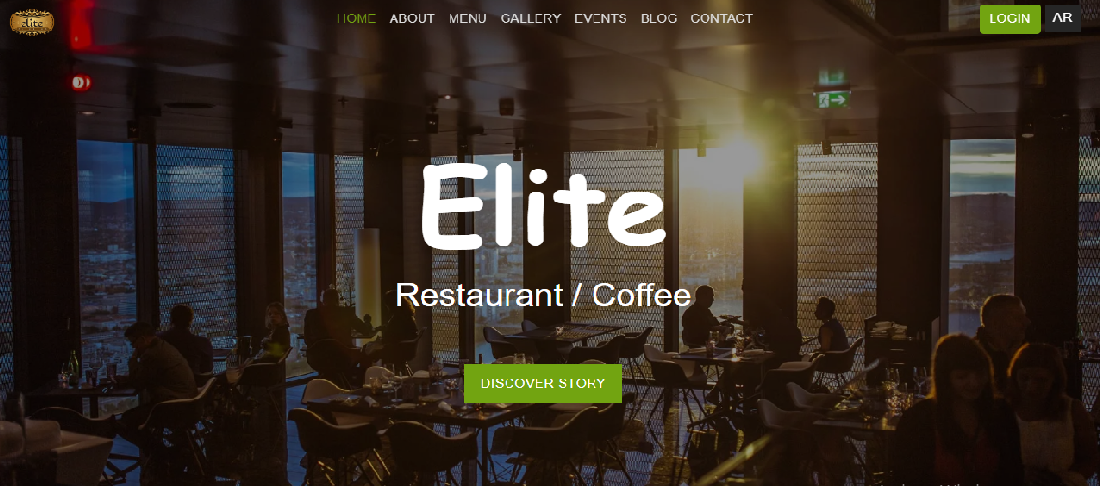 Elite
HOME ABOUT MENU GALLERY EVENTS BLOG CONTACT
LOGIN AR
Elite
Restaurant / Coffee
DISCOVER STORY